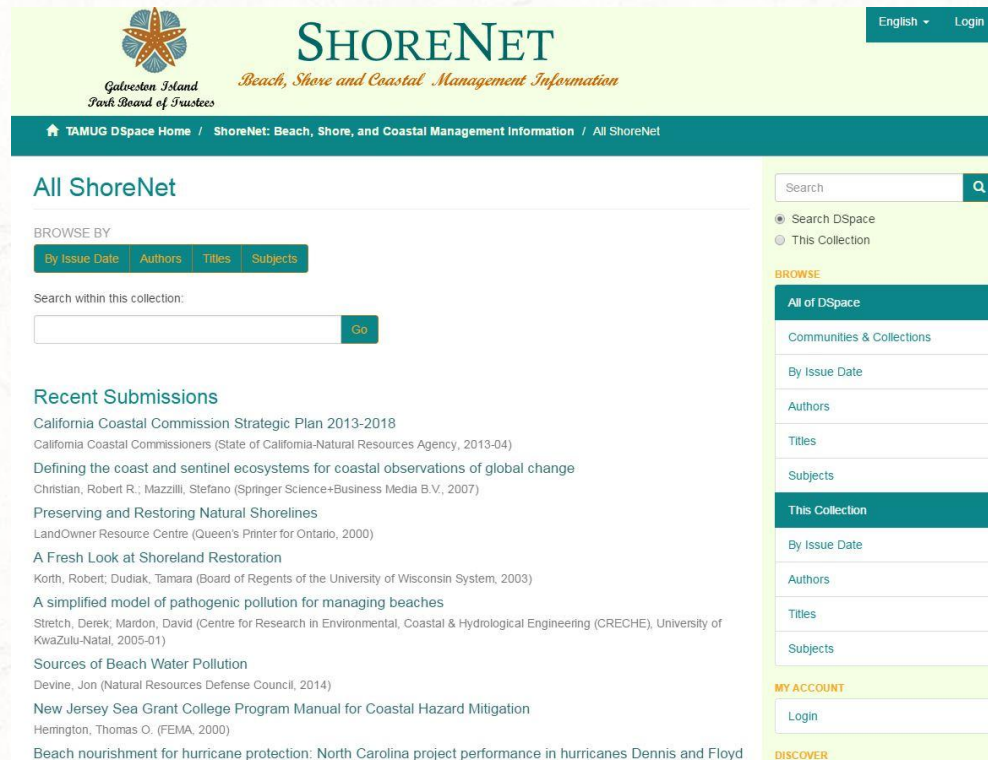 Galveston Island
Park Board of Trustees
SHORENET
Beach, Shore and Coastal Management Information
English
Login
TAMUG DSpace Home / ShoreNet: Beach, Shore, and Coastal Management Information / All ShoreNet
All ShoreNet
BROWSE BY
By Issue Date Authors Titles Subjects
Search within this collection:
Go
Recent Submissions
California Coastal Commission Strategic Plan 2013-2018
California Coastal Commissioners (State of California-Natural Resources Agency, 2013-04)
Defining the coast and sentinel ecosystems for coastal observations of global change
Christian, Robert R.; Mazzilli, Stefano (Springer Science+Business Media B.V., 2007)
Preserving and Restoring Natural Shorelines
LandOwner Resource Centre (Queen's Printer for Ontario, 2000)
A Fresh Look at Shoreland Restoration
Korth, Robert; Dudiak, Tamara (Board of Regents of the University of Wisconsin System, 2003)
A simplified model of pathogenic pollution for managing beaches
Stretch, Derek; Mardon, David (Centre for Research in Environmental, Coastal & Hydrological Engineering (CRECHE), University of
KwaZulu-Natal, 2005-01)
Sources of Beach Water Pollution
Devine, Jon (Natural Resources Defense Council, 2014)
New Jersey Sea Grant College Program Manual for Coastal Hazard Mitigation
Herrington, Thomas O. (FEMA, 2000)
Beach nourishment for hurricane protection: North Carolina project performance in hurricanes Dennis and Floyd
Search
Search DSpace
This Collection
BROWSE
All of DSpace
Communities & Collections
By Issue Date
Authors
Titles
Subjects
This Collection
By Issue Date
Authors
Titles
Subjects
MY ACCOUNT
Login
DISCOVER